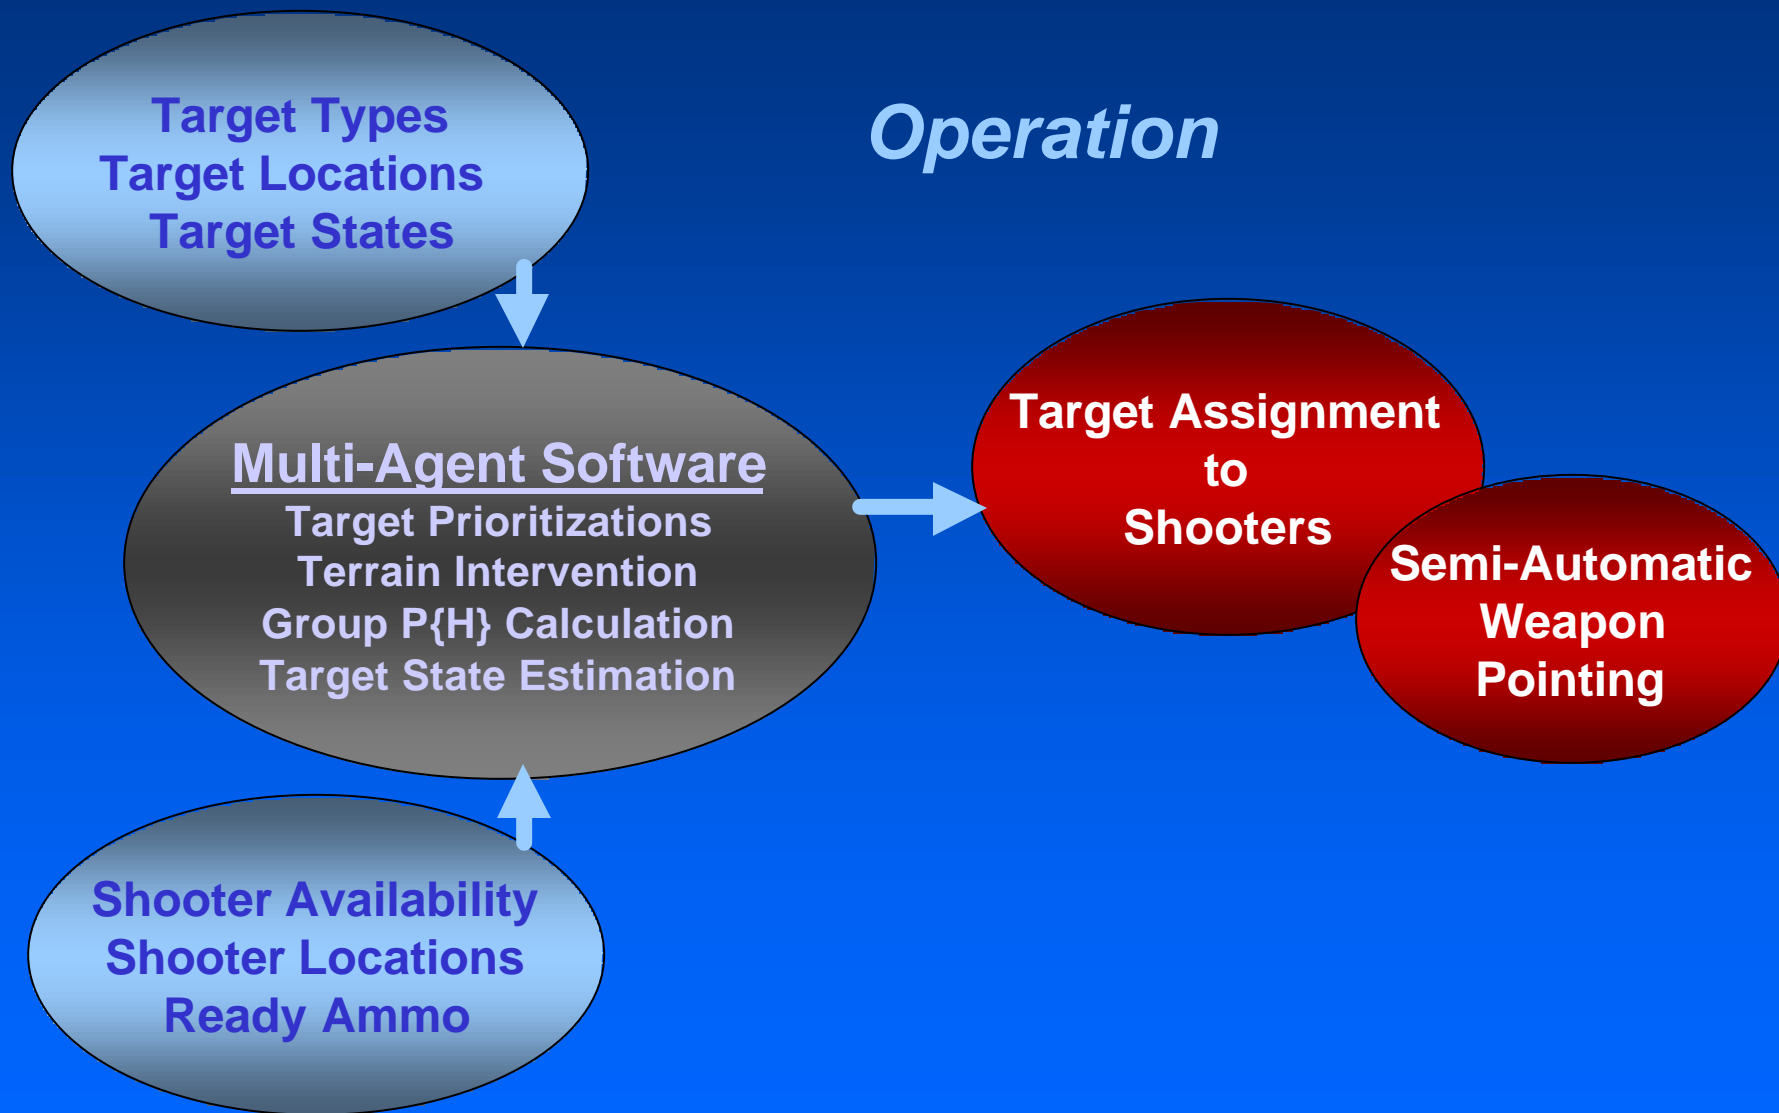 Operation
Target Types
Target Locations
Target States
Multi-Agent Software
Target Prioritizations
Terrain Intervention
Group P{H} Calculation
Target State Estimation
Target Assignment
to
Shooters
Semi-Automatic
Weapon
Pointing
Shooter Availability
Shooter Locations
Ready Ammo